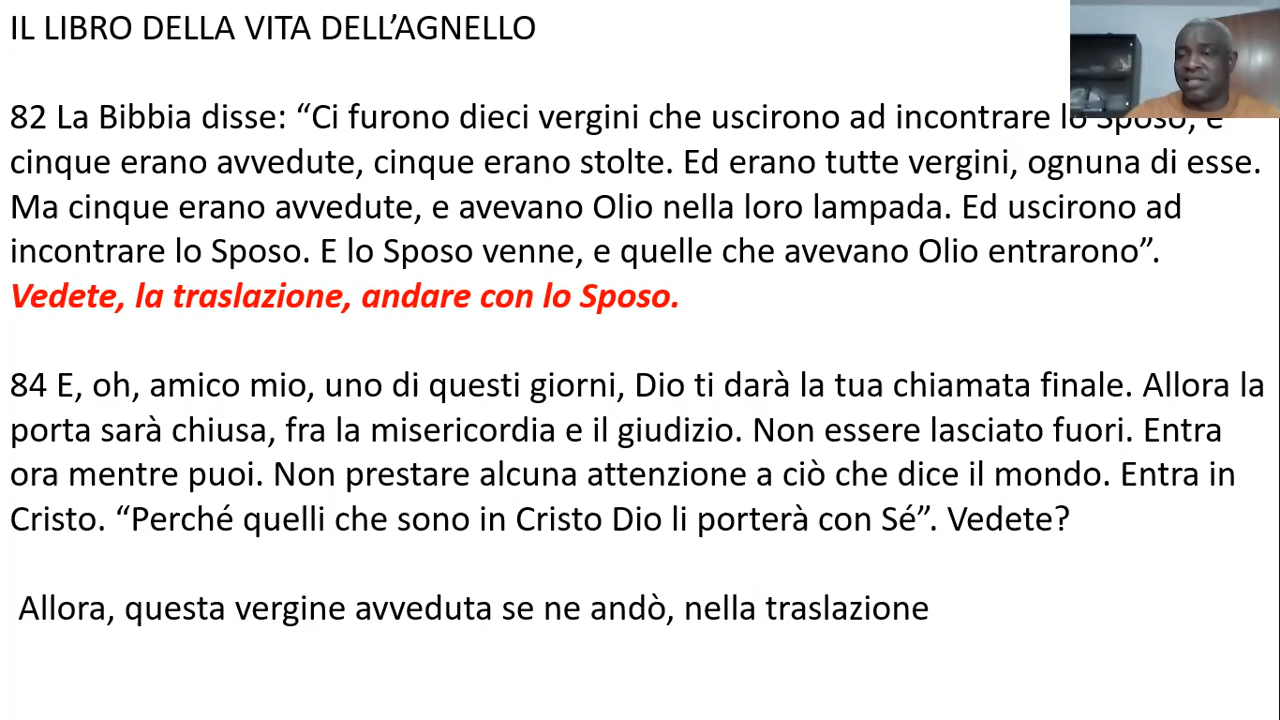 IL LIBRO DELLA VITA DELL’AGNELLO
82 La Bibbia disse: “Ci furono dieci vergini che uscirono ad incontrare lo Sposo, e
cinque erano avvedute, cinque erano stolte. Ed erano tutte vergini, ognuna di esse.
Ma cinque erano avvedute, e avevano Olio nella loro lampada. Ed uscirono ad
incontrare lo Sposo. E lo Sposo venne, e quelle che avevano Olio entrarono”.
Vedete, la traslazione, andare con lo Sposo.
84 E, oh, amico mio, uno di questi giorni, Dio ti darà la tua chiamata finale. Allora la
porta sarà chiusa, fra la misericordia e il giudizio. Non essere lasciato fuori. Entra
ora mentre puoi. Non prestare alcuna attenzione a ciò che dice il mondo. Entra in
Cristo. “Perché quelli che sono in Cristo Dio li porterà con Sé”. Vedete?
Allora, questa vergine avveduta se ne andò, nella traslazione